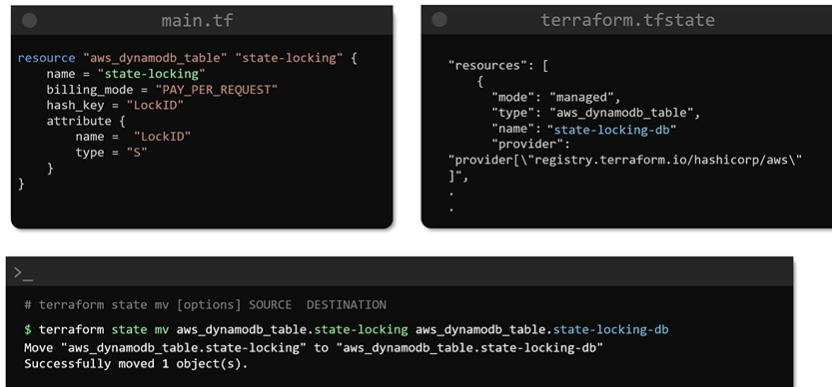 main.tf
resource "aws_dynamodb_table" "state-locking" {
name = "state-locking"
billing_mode = "PAY_PER_REQUEST"
hash_key = "LockID"
attribute {
name = "LockID"
type = "S"
}
}
terraform.tfstate
"resources": [
{
"mode": "managed",
"type": "aws_dynamodb_table",
"name": "state-locking-db"
"provider":
"provider[\"registry.terraform.io/hashicorp/aws\"
]",
.
.
>_
# terraform state mv [options] SOURCE DESTINATION
$ terraform state mv aws_dynamodb_table.state-locking aws_dynamodb_table.state-locking-db
Move "aws_dynamodb_table.state-locking" to "aws_dynamodb_table.state-locking-db"
Successfully moved 1 object(s).